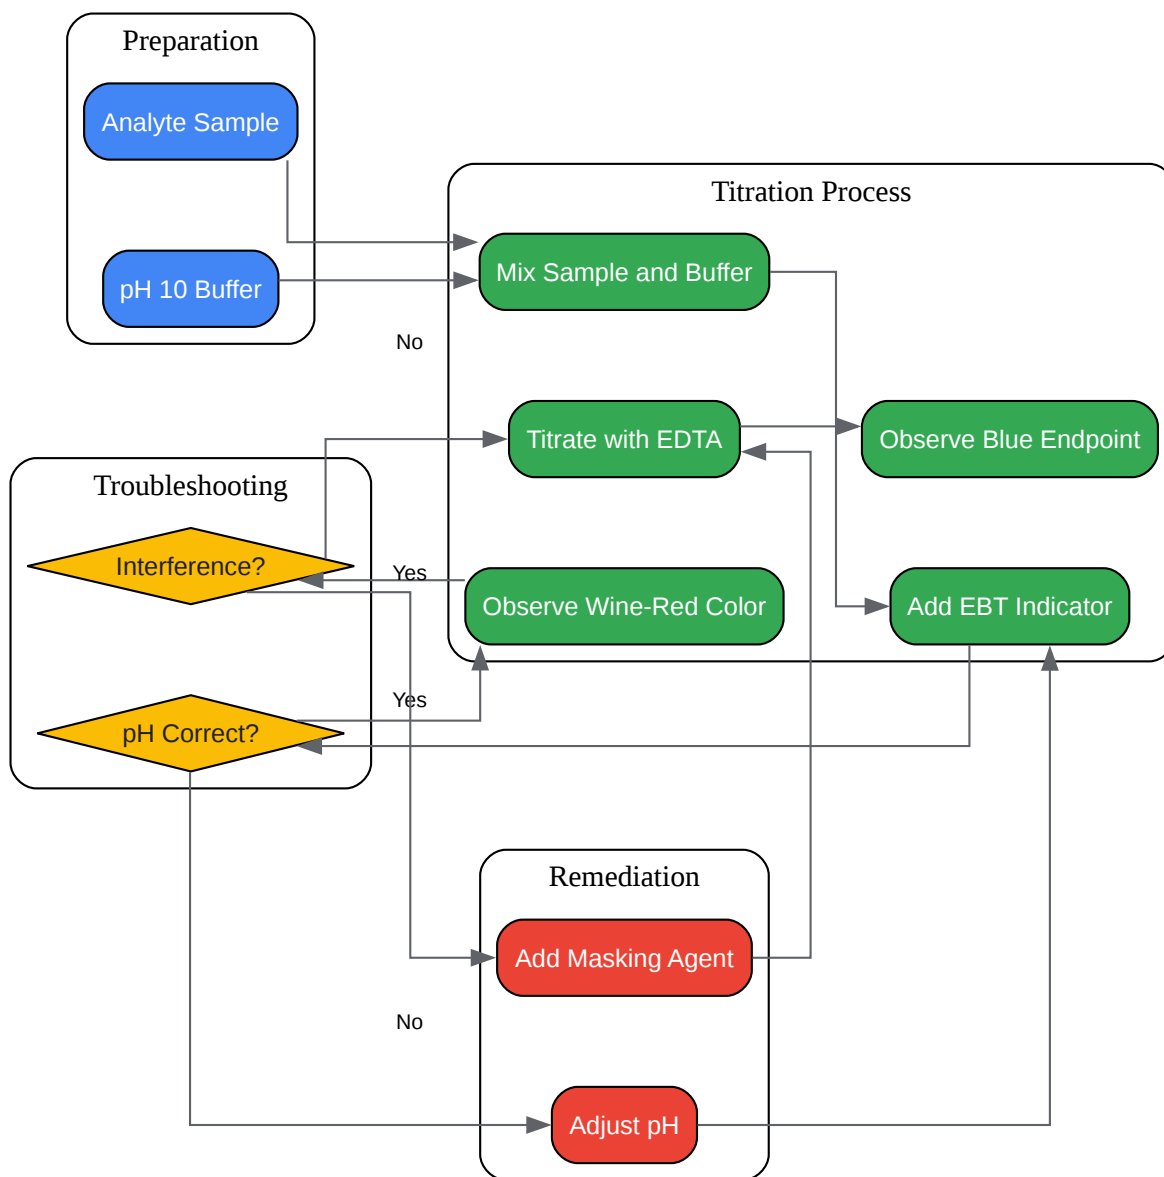 Preparation
Analyte Sample
pH 10 Buffer
Titration Process
Mix Sample and Buffer
No
Titrate with EDTA
Observe Blue Endpoint
Troubleshooting
Interference?
Yes
Observe Wine-Red Color
Add EBT Indicator
Yes
pH Correct?
Remediation
Add Masking Agent
No
Adjust pH